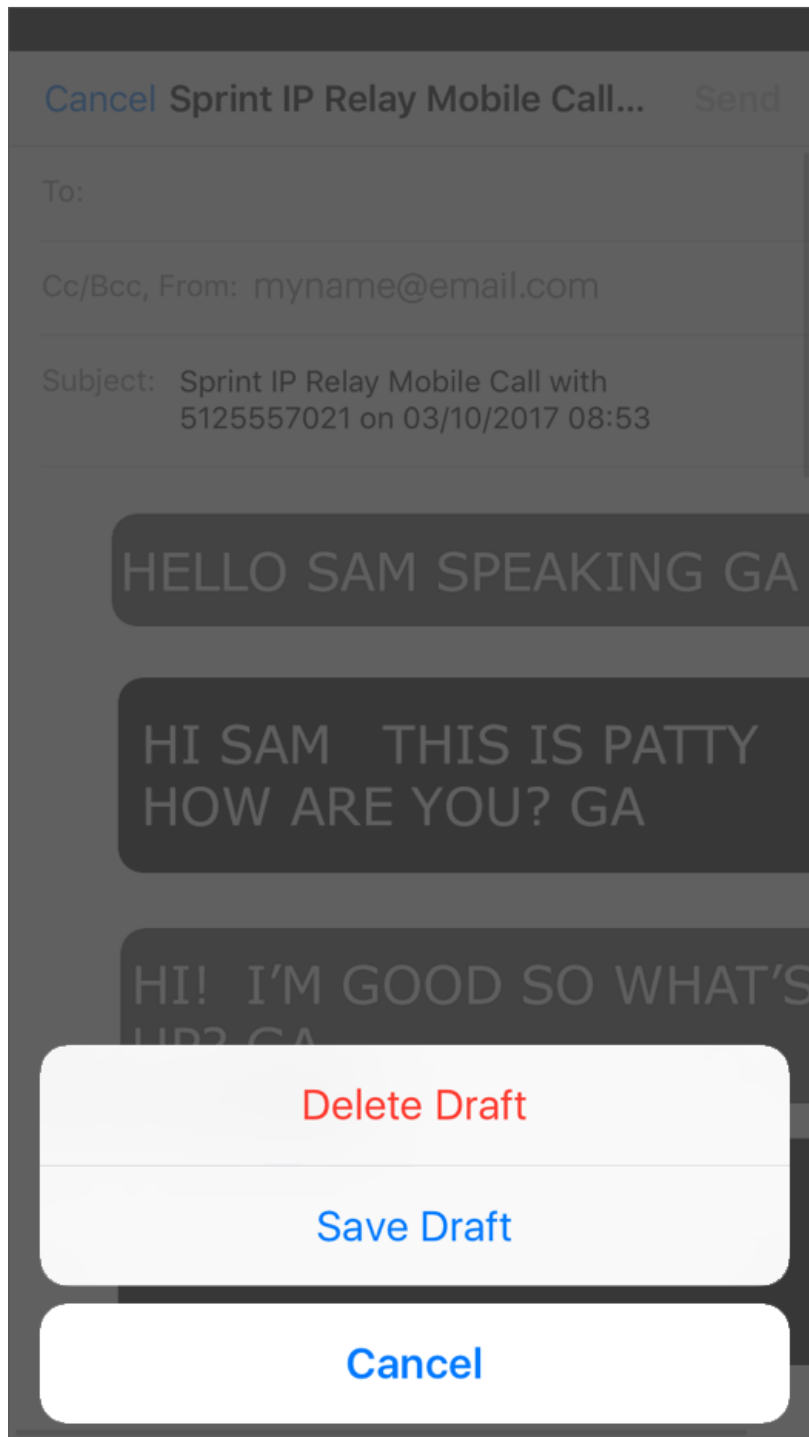 Cancel Sprint IP Relay Mobile Call... Send
To:
Cc/Bcc, From: myname@email.com
Subject: Sprint IP Relay Mobile Call with
5125557021 on 03/10/2017 08:53
HELLO SAM SPEAKING GA
HI SAM THIS IS PATTY
HOW ARE YOU? GA
HI! I’M GOOD SO WHAT’S
UP? GA
Delete Draft
Save Draft
Cancel